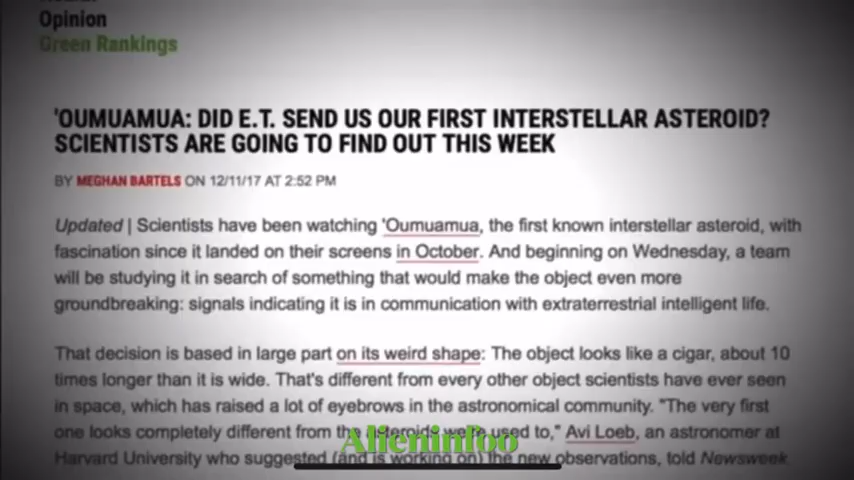 Opinion
Green Rankings
'OUMUAMUA: DID E.T. SEND US OUR FIRST INTERSTELLAR ASTEROID?
SCIENTISTS ARE GOING TO FIND OUT THIS WEEK
BY MEGHAN BARTELS ON 12/11/17 AT 2:52 PM
Updated | Scientists have been watching 'Oumuamua, the first known interstellar asteroid, with
fascination since it landed on their screens in October. And beginning on Wednesday, a team
will be studying it in search of something that would make the object even more
groundbreaking: signals indicating it is in communication with extraterrestrial intelligent life.
That decision is based in large part on its weird shape: The object looks like a cigar, about 10
times longer than it is wide. That's different from every other object scientists have ever seen
in space, which has raised a lot of eyebrows in the astronomical community. "The very first
one looks completely different from the asteroids we're used to," Avi Loeb, an astronomer at
Alieninfoo
Harvard University who suggested (and is working on) the new observations, told Newsweek.